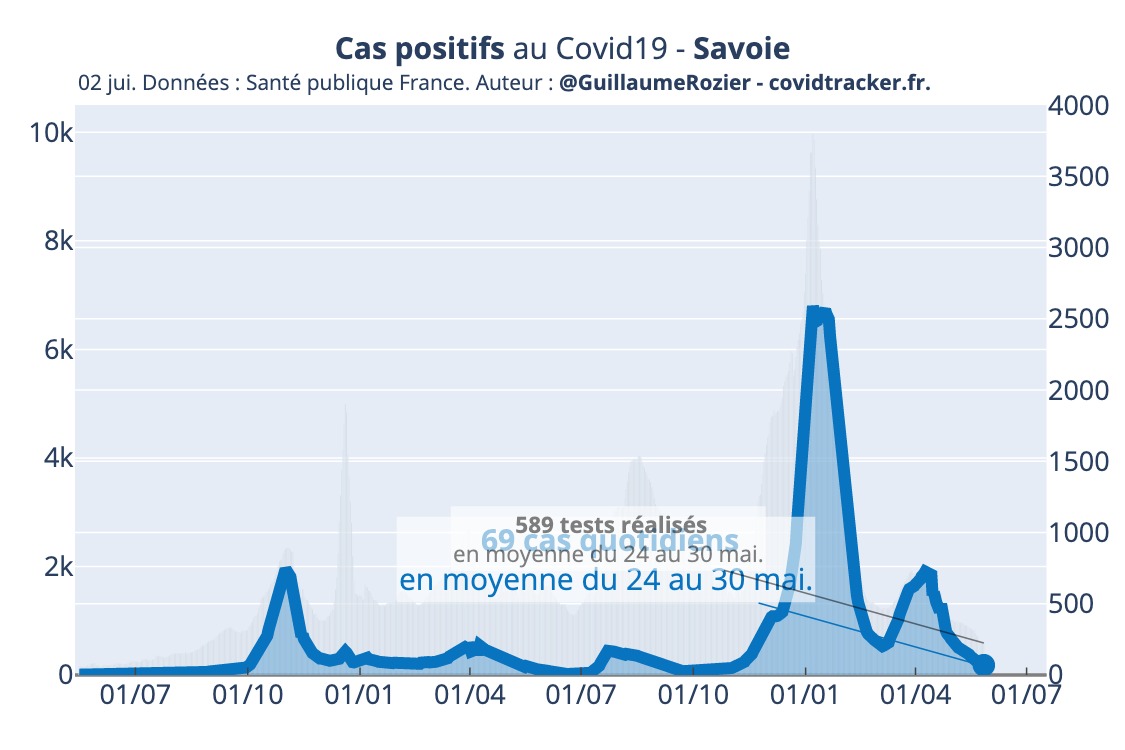 Cas positifs au Covid19 - Savoie
02 jui. Données : Santé publique France. Auteur : @GuillaumeRozier - covidtracker.fr.
10k
8k
6k
4k
2k
0
4000
3500
3000
2500
2000
1500
1000
500
0
589 tests réalisés
69 cas quotidiens
en moyenne du 24 au 30 mai.
en moyenne du 24 au 30 mai.
01/07 01/10 01/01 01/04 01/07 01/10 01/01 01/04 01/07